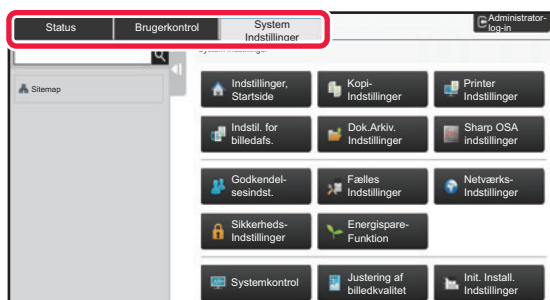 Status
Brugerkontrol
System
Indstillinger
Administrator-
log-in
Sitemap
Indstillinger,
Startside
Kopi-
Indstillinger
Printer
Indstillinger
Indstil. for
billedafs.
Dok.Arkiv.
Indstillinger
Sharp OSA
indstillinger
Godkendel-
sesindst.
Fælles
Indstillinger
Netværks-
Indstillinger
Sikkerheds-
Indstillinger
Energispare-
Funktion
Systemkontrol
Justering af
billedkvalitet
Init. Install.
Indstillinger